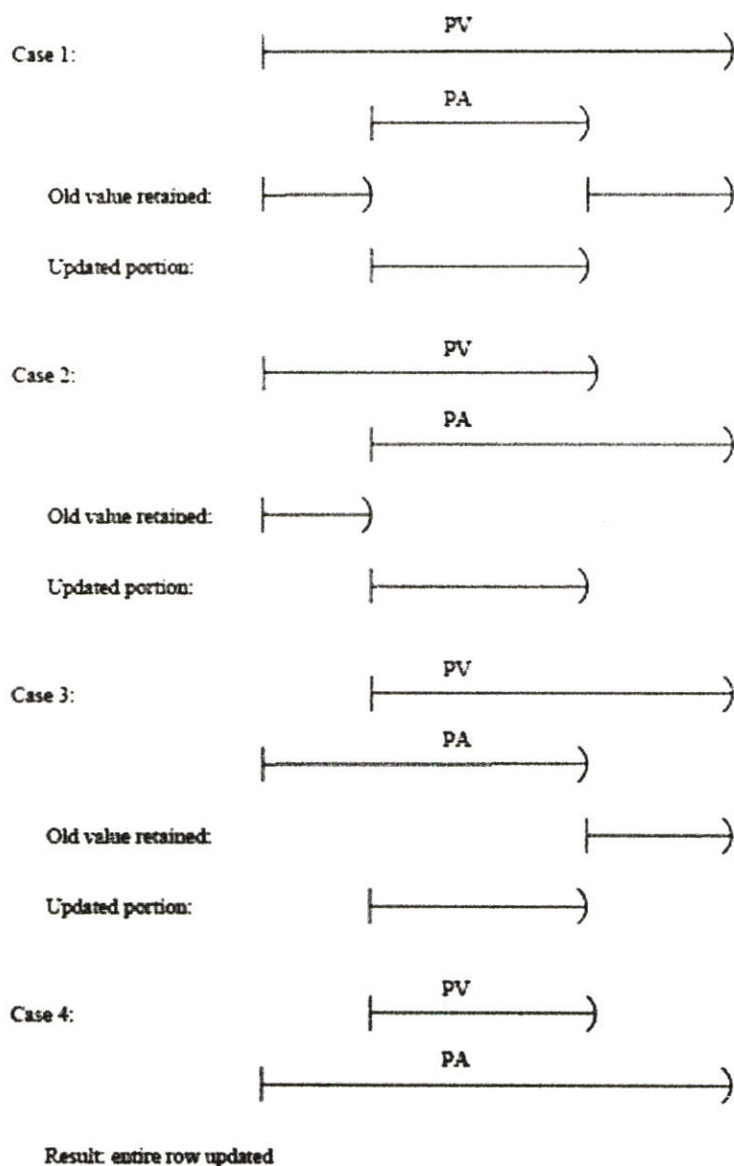 PV
Case 1:
PA
Old value retained:
Updated portion:
PV
Case 2:
PA
Old value retained:
Updated portion:
PV
Case 3:
PA
Old value retained:
Updated portion:
PV
Case 4:
PA
Result: entire row updated